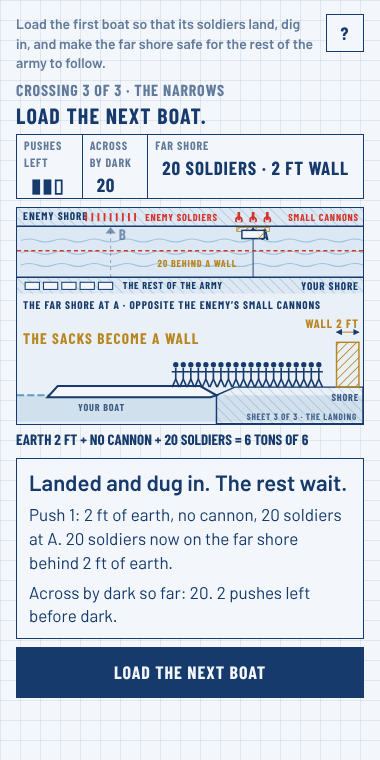 Load the first boat so that its soldiers land, dig
in, and make the far shore safe for the rest of the
army to follow.
?
CROSSING 3 OF 3 · THE NARROWS
LOAD THE NEXT BOAT.
PUSHES
LEFT
ACROSS
BY DARK
20
FAR SHORE
20 SOLDIERS · 2 FT WALL
ENEMY SHORE
ENEMY SOLDIERS
SMALL CANNONS
B
A
20 BEHIND A WALL
THE REST OF THE ARMY
YOUR SHORE
THE FAR SHORE AT A · OPPOSITE THE ENEMY'S SMALL CANNONS
WALL 2 FT
THE SACKS BECOME A WALL
SHORE
YOUR BOAT
SHEET 3 OF 3 · THE LANDING
EARTH 2 FT + NO CANNON + 20 SOLDIERS = 6 TONS OF 6
Landed and dug in. The rest wait.
Push 1: 2 ft of earth, no cannon, 20 soldiers
at A. 20 soldiers now on the far shore
behind 2 ft of earth.
Across by dark so far: 20. 2 pushes left
before dark.
LOAD THE NEXT BOAT